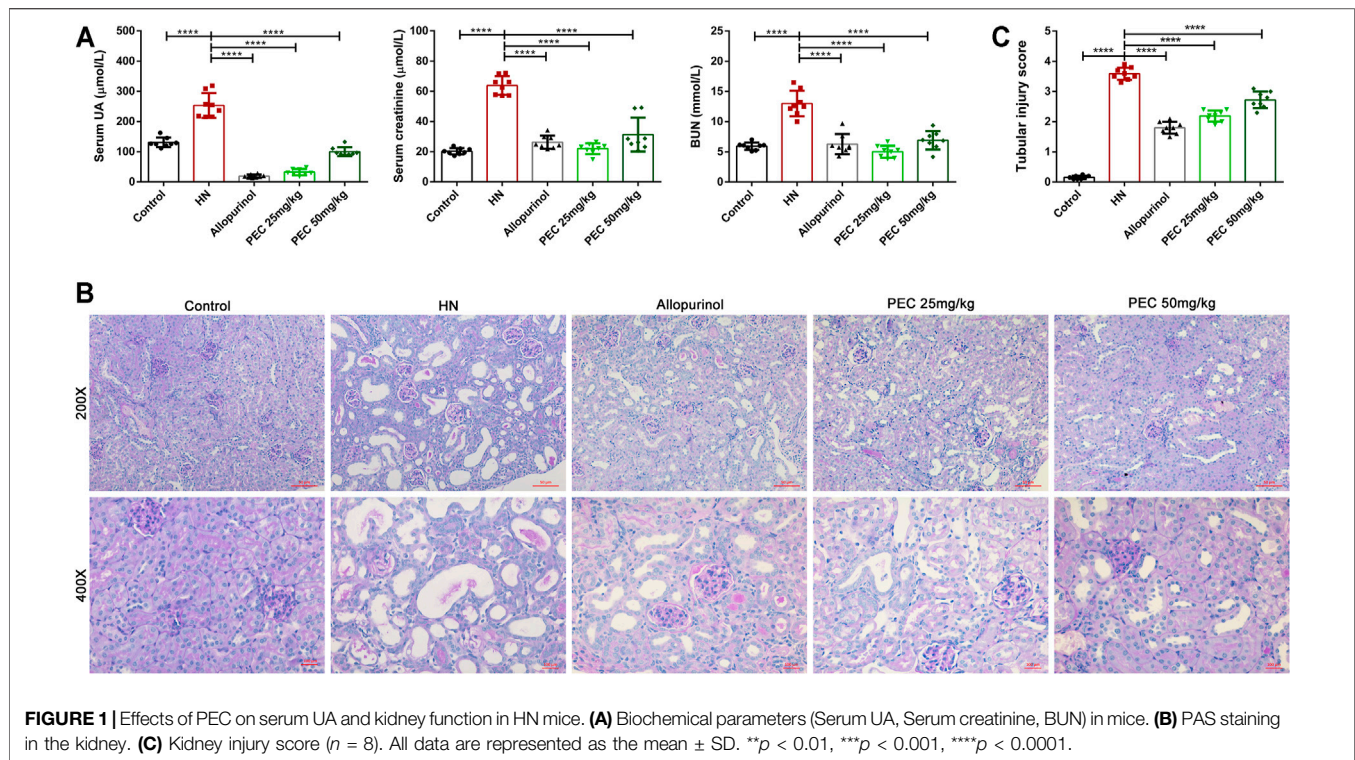 A
Serum UA (μmol/L)
500
400
300
200
100
0
****
****
****
****
Control
HN
Allopurinol
PEC 25mg/kg
PEC 50mg/kg
Serum creatinine (μmol/L)
100
80
60
40
20
0
****
****
****
****
Control
HN
Allopurinol
PEC 25mg/kg
PEC 50mg/kg
BUN (mmol/L)
25
20
15
10
5
0
****
****
****
****
Control
HN
Allopurinol
PEC 25mg/kg
PEC 50mg/kg
C
Tubular injury score
5
4
3
2
1
0
****
****
****
****
Cotrol
HN
Allopurinol
PEC 25mg/kg
PEC 50mg/kg
B
Control
HN
Allopurinol
PEC 25mg/kg
PEC 50mg/kg
200X
400X
FIGURE 1 | Effects of PEC on serum UA and kidney function in HN mice. (A) Biochemical parameters (Serum UA, Serum creatinine, BUN) in mice. (B) PAS staining
in the kidney. (C) Kidney injury score (n = 8). All data are represented as the mean ± SD. **p < 0.01, ***p < 0.001, ****p < 0.0001.